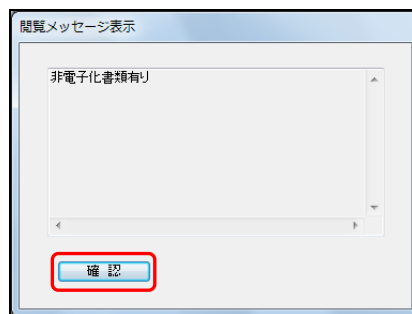 閲覧メッセージ表示
非電子化書類有り
確 認